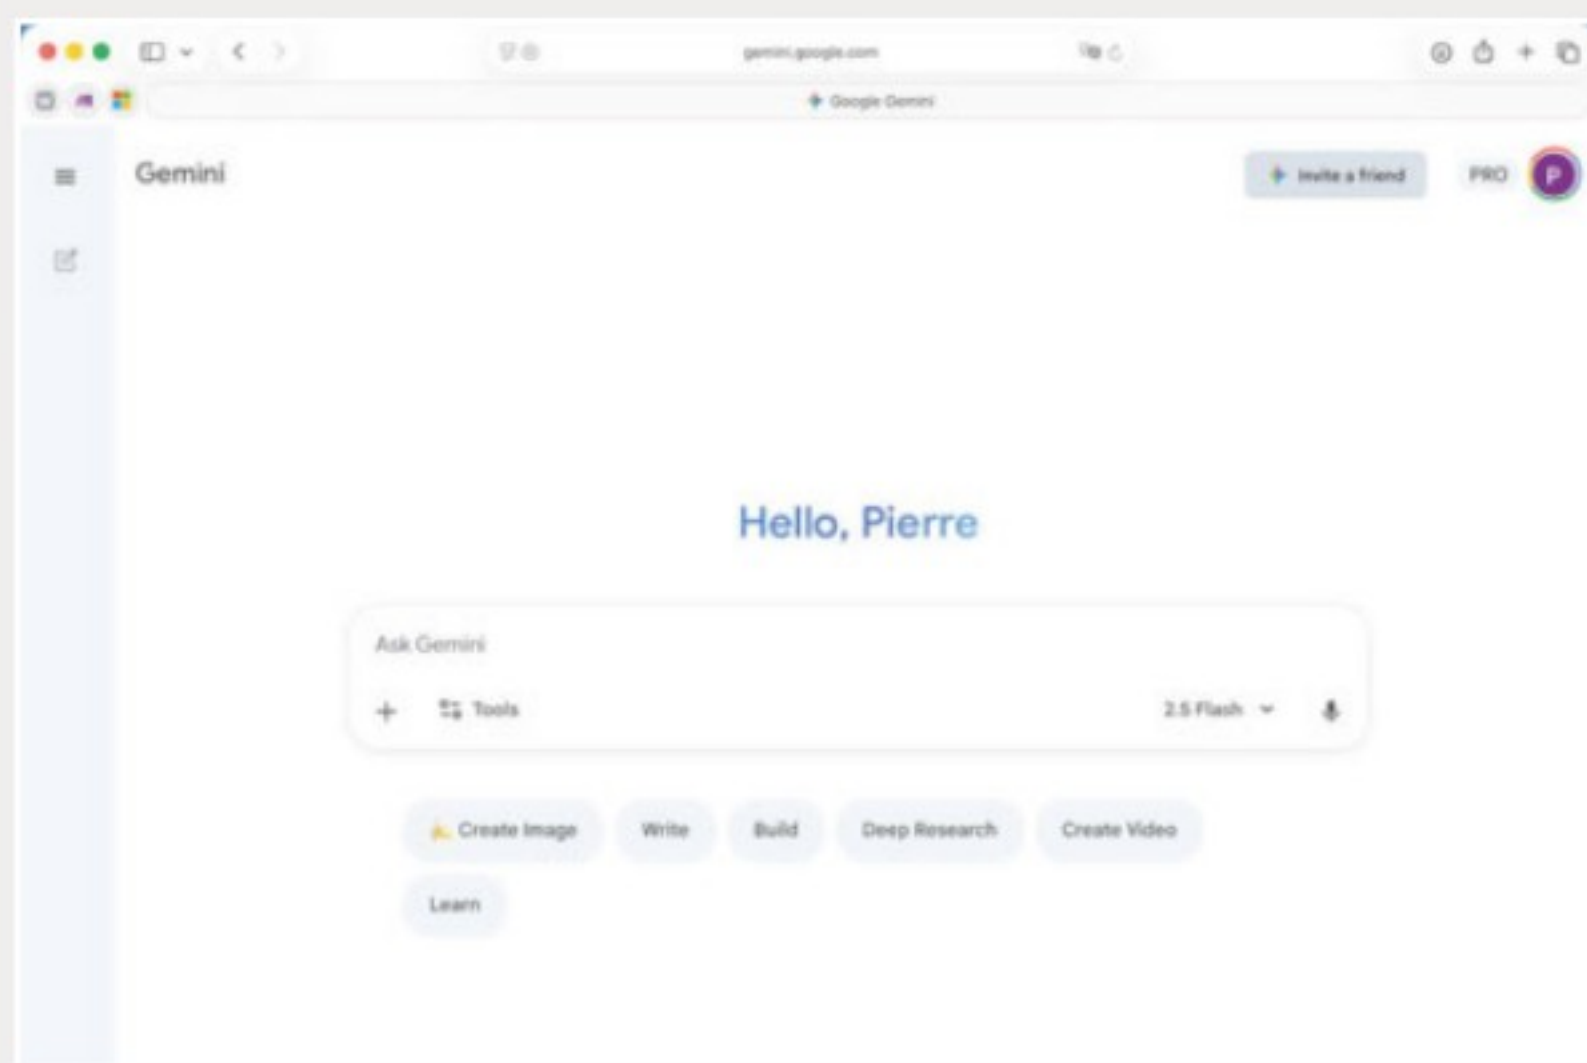 gemini.google.com
Google Gemini
Gemini
Invite a friend
PRO
P
Hello, Pierre
Ask Gemini
Tools
2.5 Flash
Create Image
Write
Build
Deep Research
Create Video
Learn